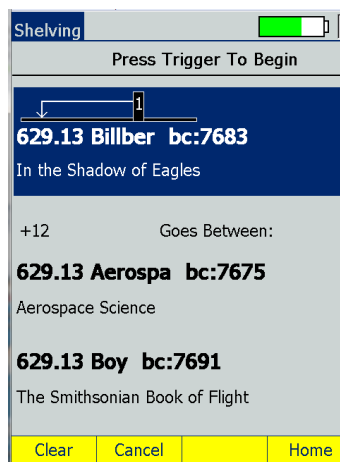 Shelving
Press Trigger To Begin
1
629.13 Billber bc:7683
In the Shadow of Eagles
+12 Goes Between:
629.13 Aerospa bc:7675
Aerospace Science
629.13 Boy bc:7691
The Smithsonian Book of Flight
Clear Cancel Home